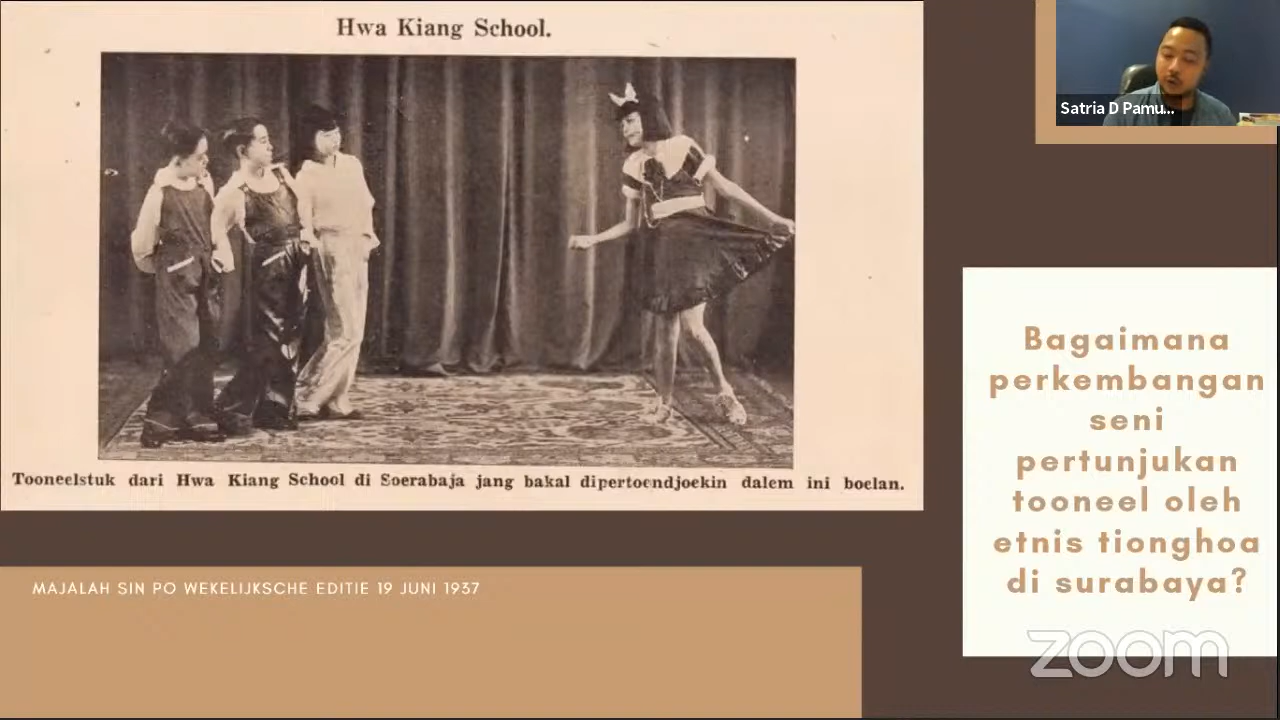 Hwa Kiang School.
Tooneelstuk dari Hwa Kiang School di Soerabaja jang bakal dipertoendjoekin dalem ini boelan.
MAJALAH SIN PO WEKELIJKSCHE EDITIE 19 JUNI 1937
Satria D Pamu...
Bagaimana
perkembangan
seni
pertunjukan
tooneel oleh
etnis tionghoa
di surabaya?
zoom